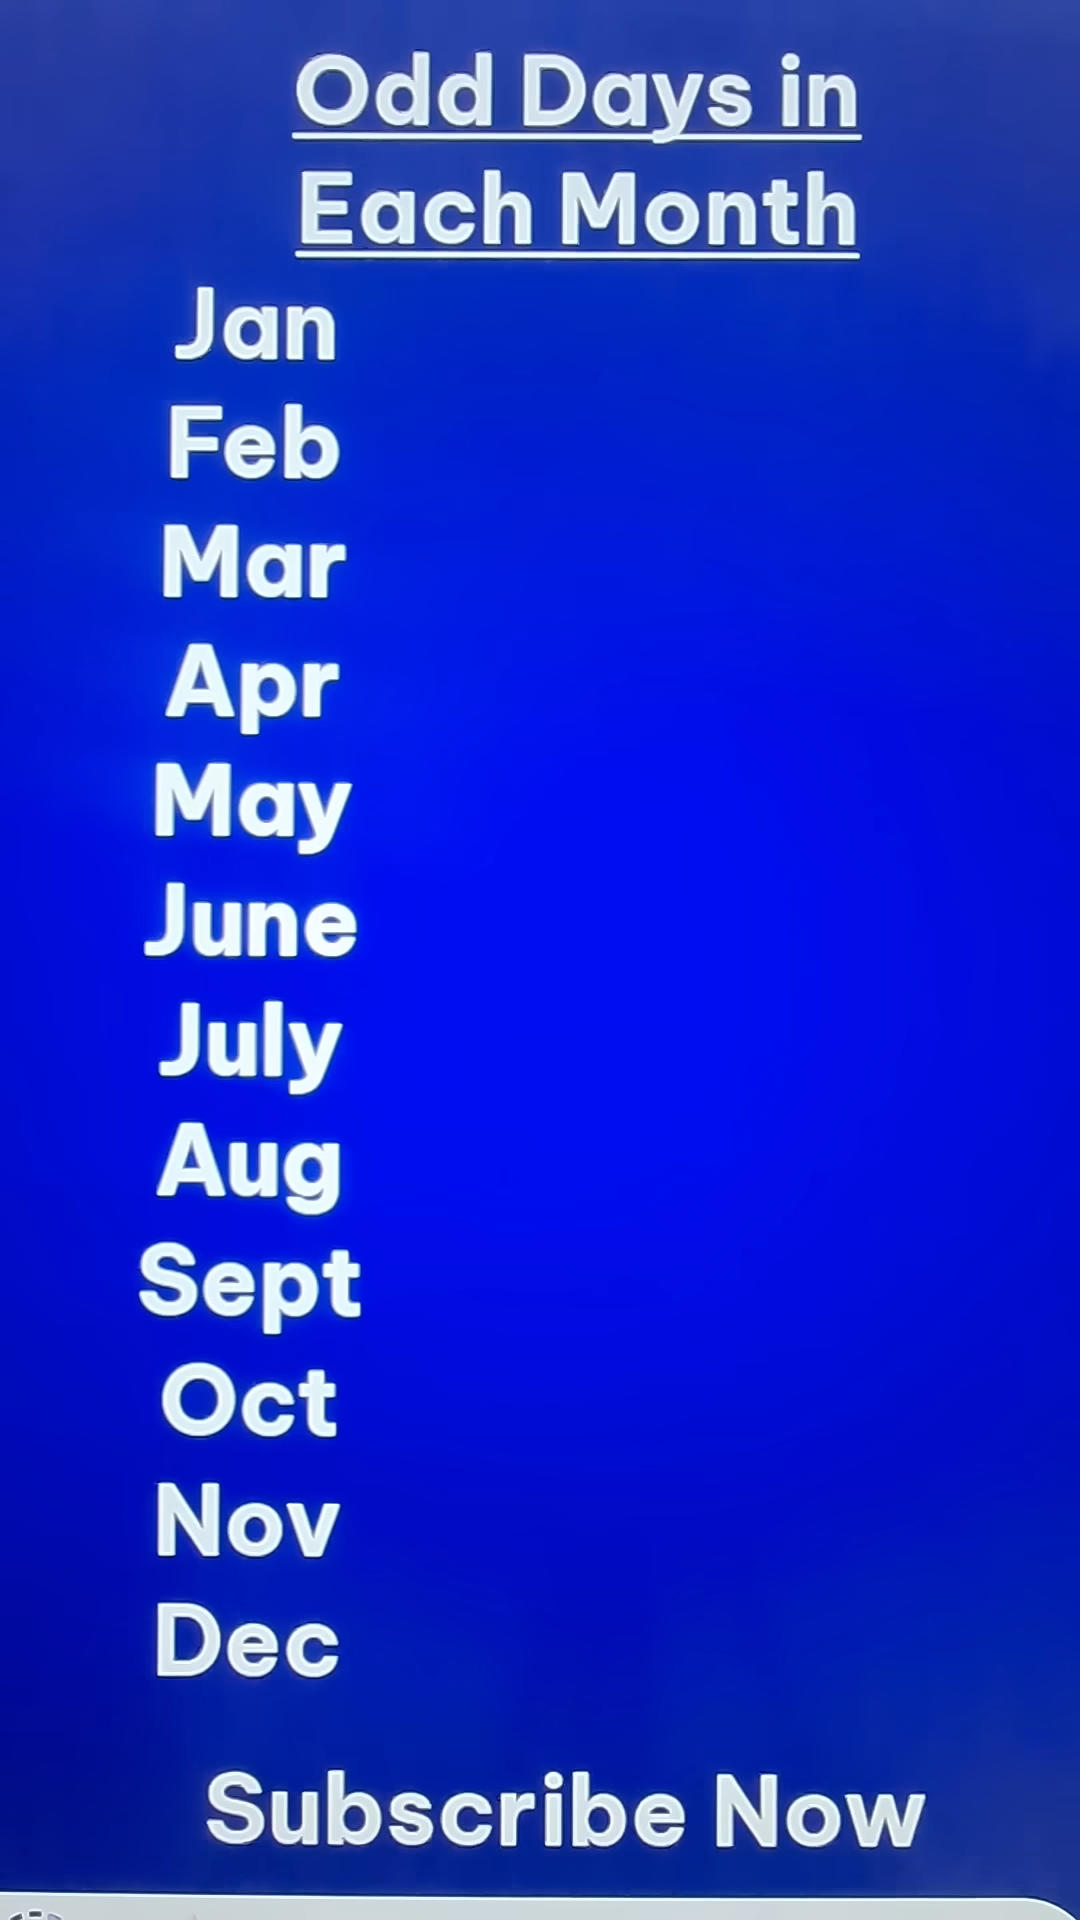 Odd Days in
Each Month
Jan
Feb
Mar
Apr
May
June
July
Aug
Sept
Oct
Nov
Dec
Subscribe Now